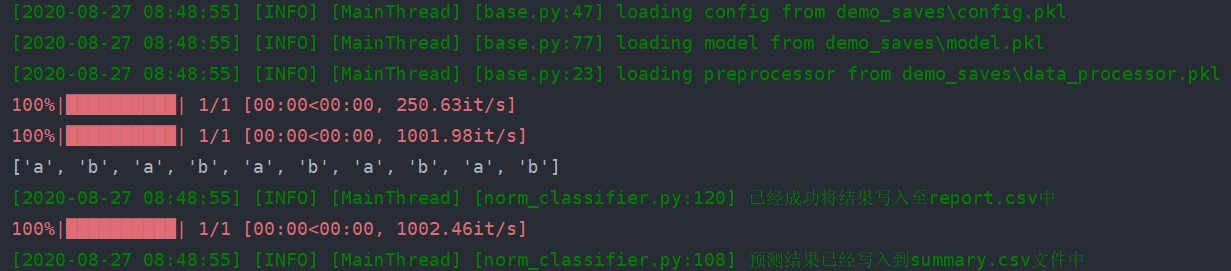 [2020-08-27 08:48:55] [INFO] [MainThread] [base.py:47] loading config from demo_saves\config.pkl
[2020-08-27 08:48:55] [INFO] [MainThread] [base.py:77] loading model from demo_saves\model.pkl
[2020-08-27 08:48:55] [INFO] [MainThread] [base.py:23] loading preprocessor from demo_saves\data_processor.pkl
100%|██████████| 1/1 [00:00<00:00, 250.63it/s]
100%|██████████| 1/1 [00:00<00:00, 1001.98it/s]
['a', 'b', 'a', 'b', 'a', 'b', 'a', 'b', 'a', 'b']
[2020-08-27 08:48:55] [INFO] [MainThread] [norm_classifier.py:120] 已经成功将结果写入至report.csv中
100%|██████████| 1/1 [00:00<00:00, 1002.46it/s]
[2020-08-27 08:48:55] [INFO] [MainThread] [norm_classifier.py:108] 预测结果已经写入到summary.csv文件中